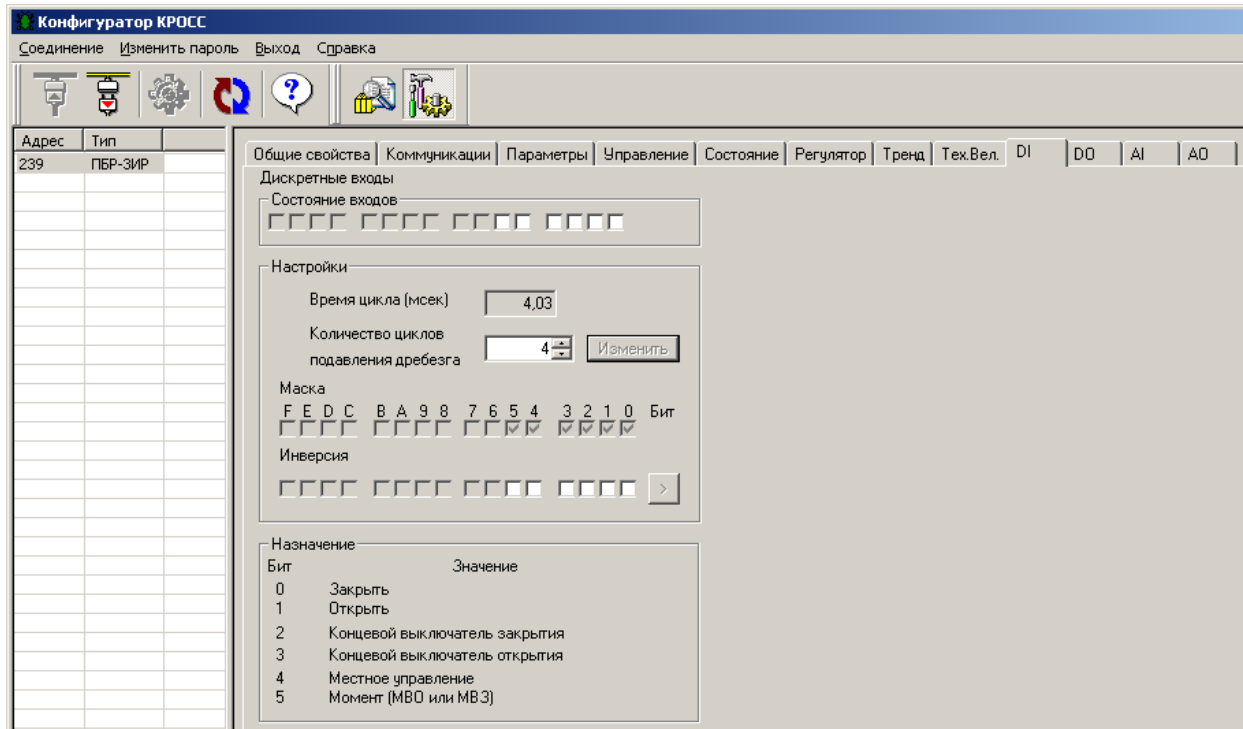 Конфигуратор КРОСС
Соединение Изменить пароль Выход Справка
?
Адрес Тип
239 ПБР-ЗИР
Общие свойства Коммуникации Параметры Управление Состояние Регулятор Тренд Тех.Вел. DI DO AI AO
Дискретные входы
Состояние входов
Настройки
Время цикла (мсек) 4,03
Количество циклов
подавления дребезга 4 Изменить
Маска
F E D C B A 9 8 7 6 5 4 3 2 1 0 Бит
Инверсия
>
Назначение
Бит Значение
0 Закрыть
1 Открыть
2 Концевой выключатель закрытия
3 Концевой выключатель открытия
4 Местное управление
5 Момент (МВО или МВЗ)